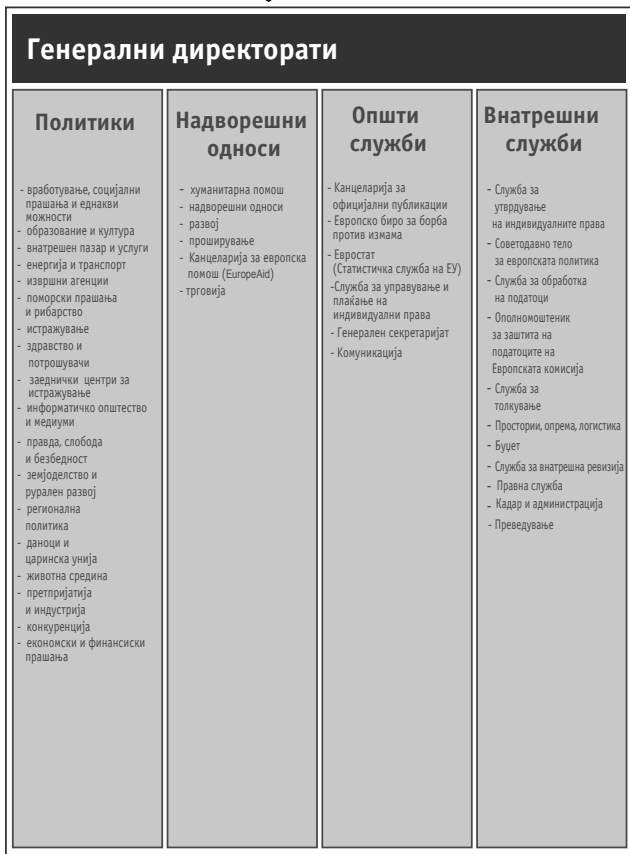 Генерални директорати
Политики
- вработување, социјални
прашања и еднакви
можности
- образование и култура
- внатрешен пазар и услуги
- енергија и транспорт
- извршни агенции
- поморски прашања
и рибарство
- истражување
- здравство и
потрошувачи
- заеднички центри за
истражување
- информатичко општество
и медиуми
- правда, слобода
и безбедност
- земјоделство и
рурален развој
- регионална
политика
- даноци и
царинска унија
- животна средина
- претпријатија
и индустрија
- конкуренција
- економски и финансиски
прашања
Надворешни
односи
- хуманитарна помош
- надворешни односи
- развој
- проширување
- Канцеларија за европска
помош (EuropeAid)
- трговија
Општи
служби
- Канцеларија за
официјални публикации
- Европско биро за борба
против измама
- Евростат
(Статистичка служба на ЕУ)
-Служба за управување и
плаќање на
индивидуални права
- Генерален секретаријат
- Комуникација
Внатрешни
служби
- Служба за
утврдување
на индивидуалните права
- Советодавно тело
за европската политика
- Служба за обработка
на податоци
- Ополномоштеник
за заштита на
податоците на
Европската комисија
- Служба за
толкување
- Простории, опрема, логистика
- Буџет
- Служба за внатрешна ревизија
- Правна служба
- Кадар и администрација
- Преведување